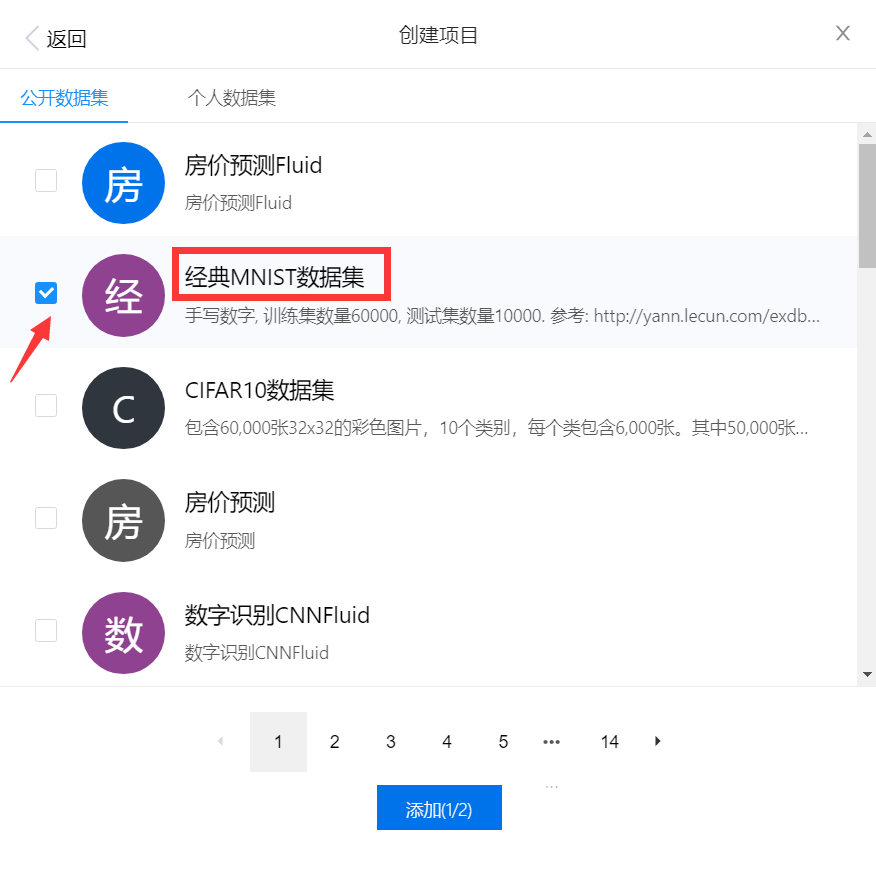 返回
创建项目
X
公开数据集
个人数据集
房
房价预测Fluid
房价预测Fluid
经
经典MNIST数据集
手写数字, 训练集数量60000, 测试集数量10000. 参考: http://yann.lecun.com/exdb...
C
CIFAR10数据集
包含60,000张32x32的彩色图片，10个类别，每个类包含6,000张。其中50,000张...
房
房价预测
房价预测
数
数字识别CNNFluid
数字识别CNNFluid
1 2 3 4 5 ••• 14
...
添加(1/2)